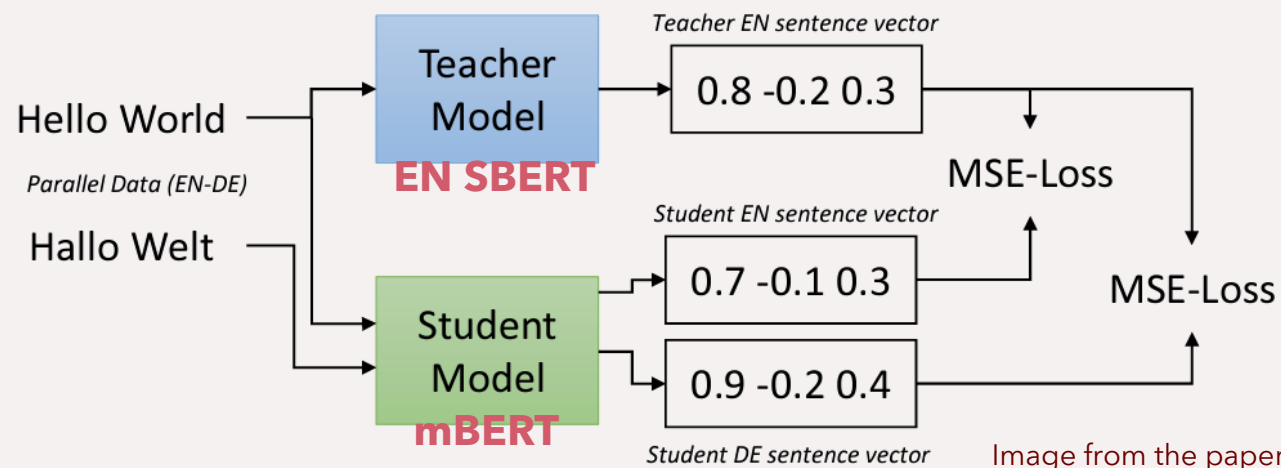 Teacher EN sentence vector
Teacher
Model
EN SBERT
0.8 -0.2 0.3
Hello World
Parallel Data (EN-DE)
Hallo Welt
MSE-Loss
Student EN sentence vector
0.7 -0.1 0.3
MSE-Loss
Student
Model
mBERT
0.9 -0.2 0.4
Student DE sentence vector
Image from the paper